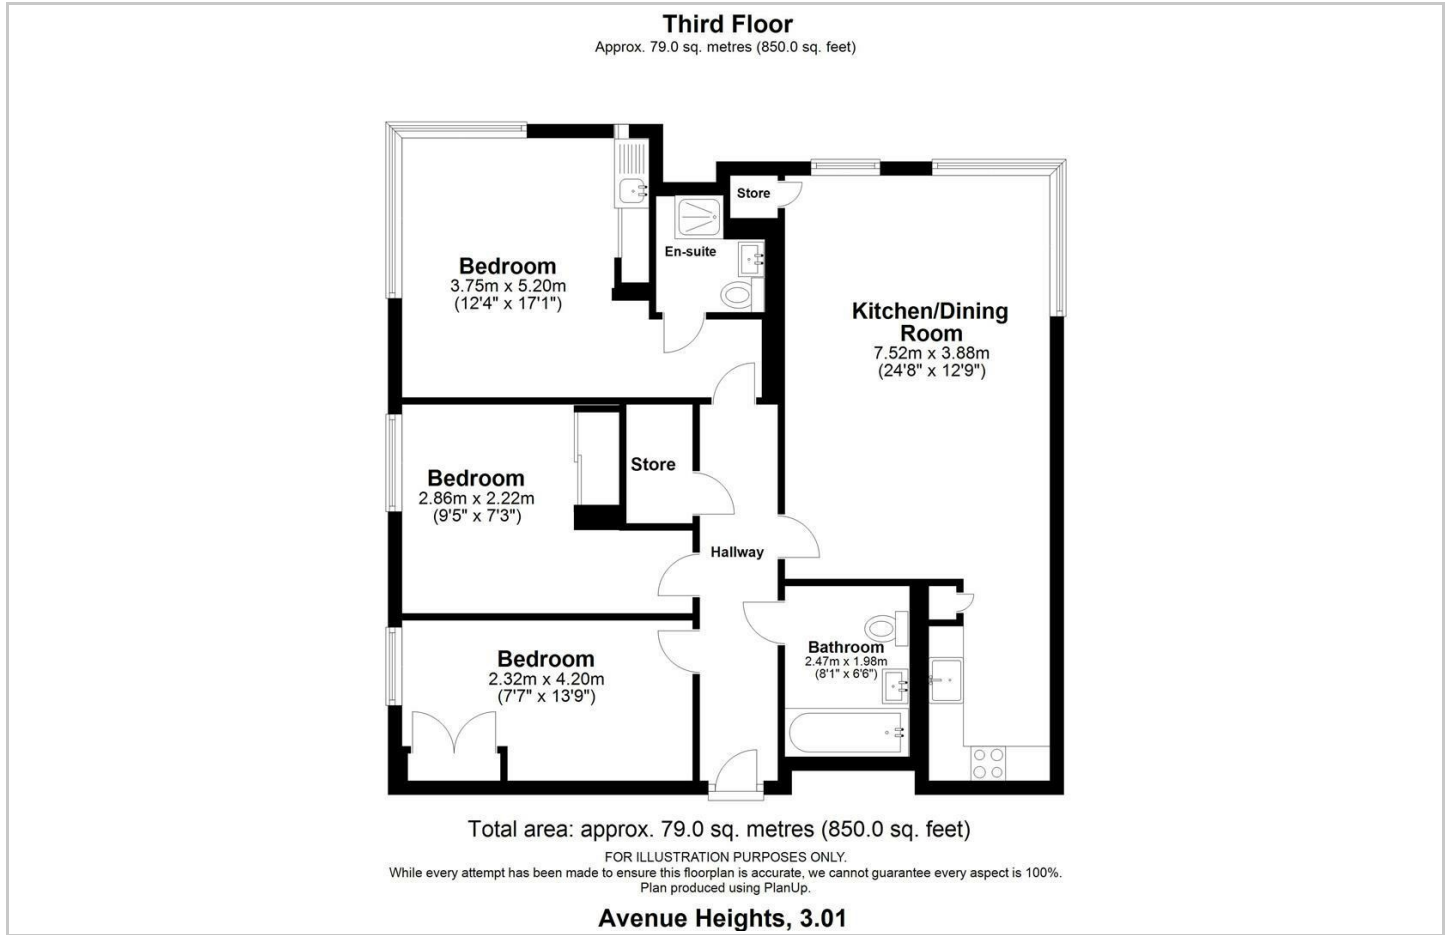 Third Floor
Approx. 79.0 sq. metres (850.0 sq. feet)
Store
En-suite
Bedroom
3.75m x 5.20m
(12'4" x 17'1")
Kitchen/Dining
Room
7.52m x 3.88m
(24'8" x 12'9")
Store
Bedroom
2.86m x 2.22m
(9'5" x 7'3")
Hallway
Bathroom
2.47m x 1.98m
(8'1" x 6'6")
Bedroom
2.32m x 4.20m
(7'7" x 13'9")
Total area: approx. 79.0 sq. metres (850.0 sq. feet)
FOR ILLUSTRATION PURPOSES ONLY.
While every attempt has been made to ensure this floorplan is accurate, we cannot guarantee every aspect is 100%.
Plan produced using PlanUp.
Avenue Heights, 3.01